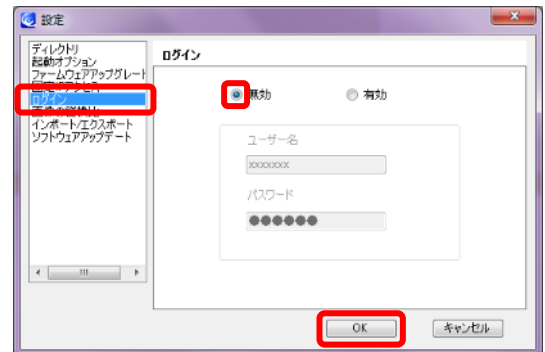 設定
ディレクトリ
起動オプション
ファームウェアアップグレート
ログイン
インポート/エクスポート
ソフトウェアアップデート
ログイン
無効
有効
ユーザー名
xxxxxxx
パスワード
●●●●●●
OK
キャンセル